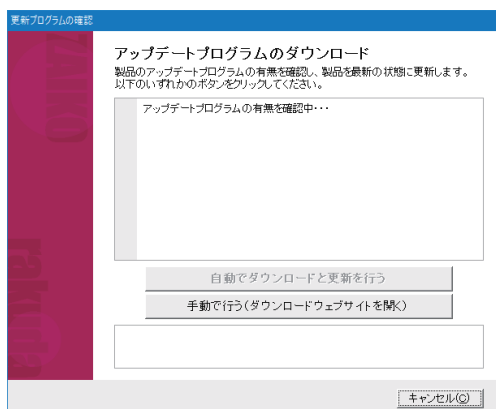 更新プログラムの確認
アップデートプログラムのダウンロード
製品のアップデートプログラムの有無を確認し、製品を最新の状態に更新します。
以下のいずれかのボタンをクリックしてください。
アップデートプログラムの有無を確認中・・・
自動でダウンロードと更新を行う
手動で行う(ダウンロードウェブサイトを開く)
キャンセル(C)
ZAIKO
rakuda